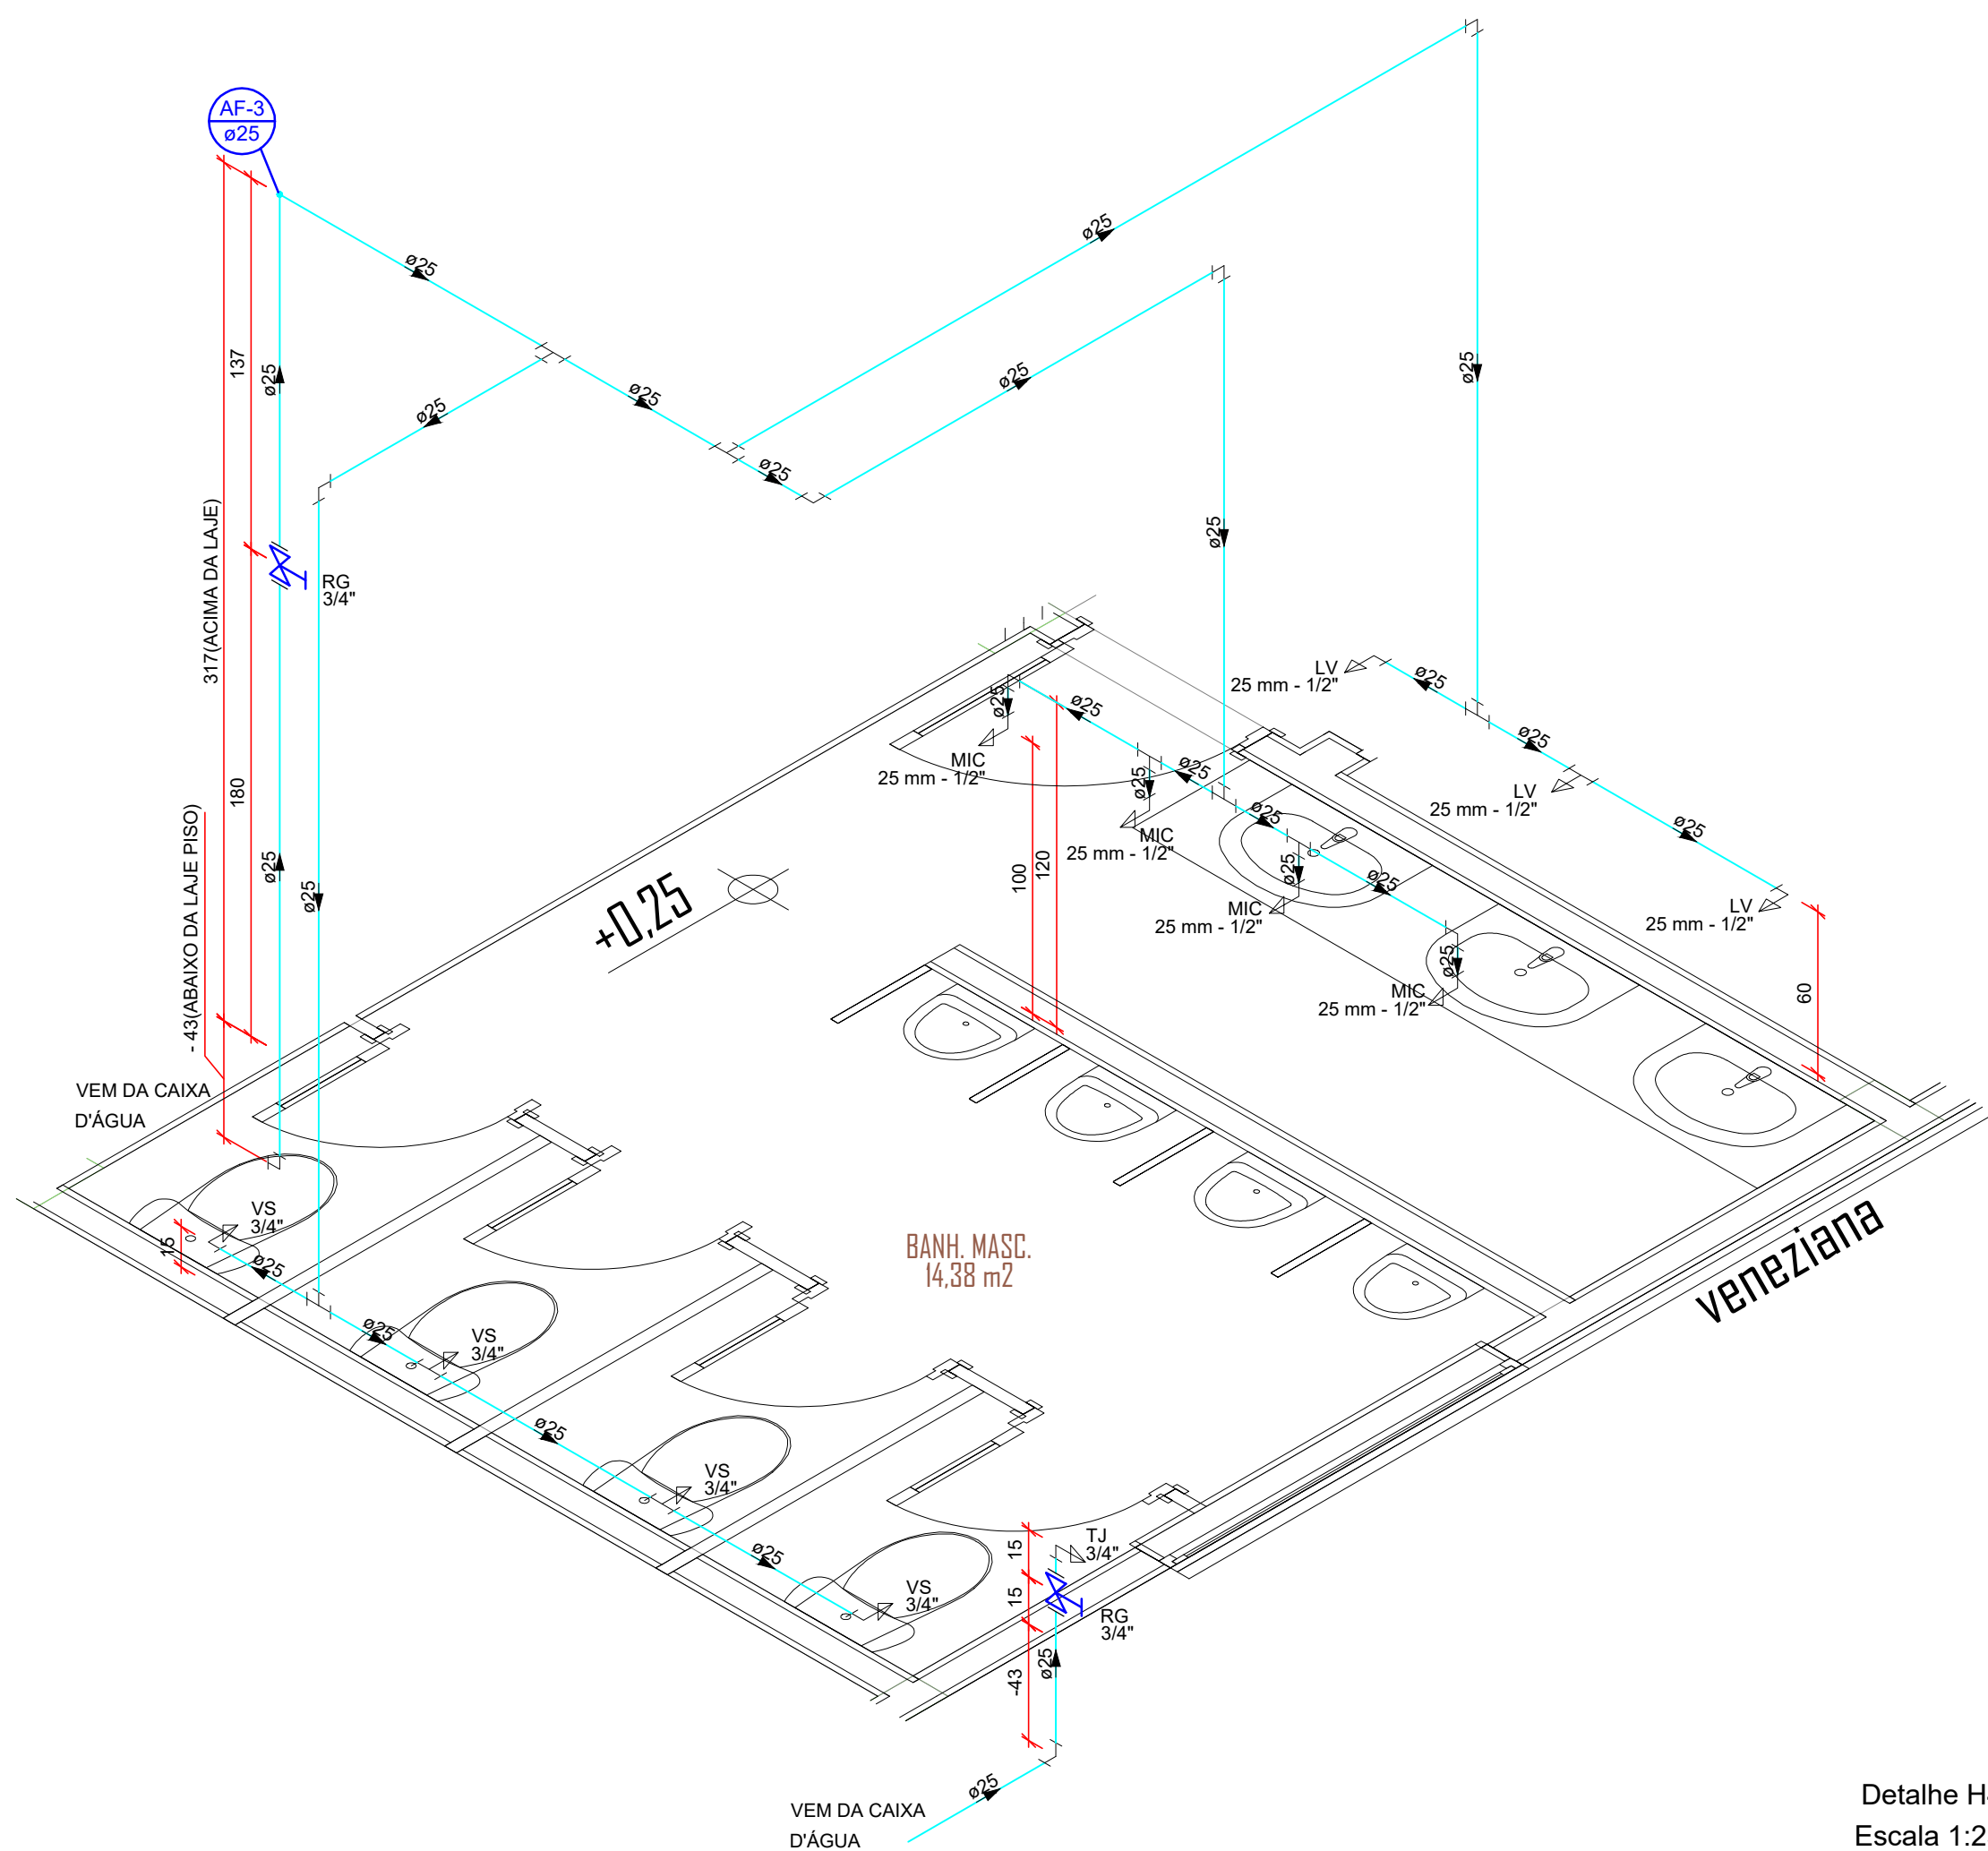 AF-3
ø25
ø25
ø25
ø25
ø25
ø25
ø25
137
ø25
ø25
ø25
317(ACIMA DA LAJE)
RG
3/4"
180
ø25
ø25
- 43(ABAIXO DA LAJE PISO)
VEM DA CAIXA
D'ÁGUA
LV
25 mm - 1/2"
ø25
ø25
LV
25 mm - 1/2"
ø25
LV
25 mm - 1/2"
60
ø25
ø25
MIC
25 mm - 1/2"
ø25
ø25
MIC
25 mm - 1/2"
ø25
ø25
ø25
MIC
25 mm - 1/2"
ø25
MIC
25 mm - 1/2"
100
120
+0,25
VS
3/4"
15
ø25
ø25
VS
3/4"
BANH. MASC.
14,38 m2
veneziana
ø25
VS
3/4"
ø25
VS
3/4"
15
TJ
3/4"
15
RG
3/4"
-43
ø25
ø25
VEM DA CAIXA
D'ÁGUA
Detalhe H
Escala 1:2